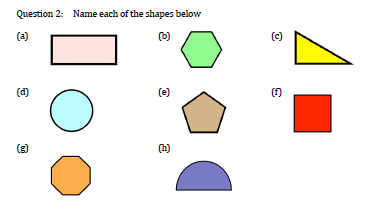 Question 2: Name each of the shapes below
(a) (b) (c)
(d) (e) (f)
(g) (h)